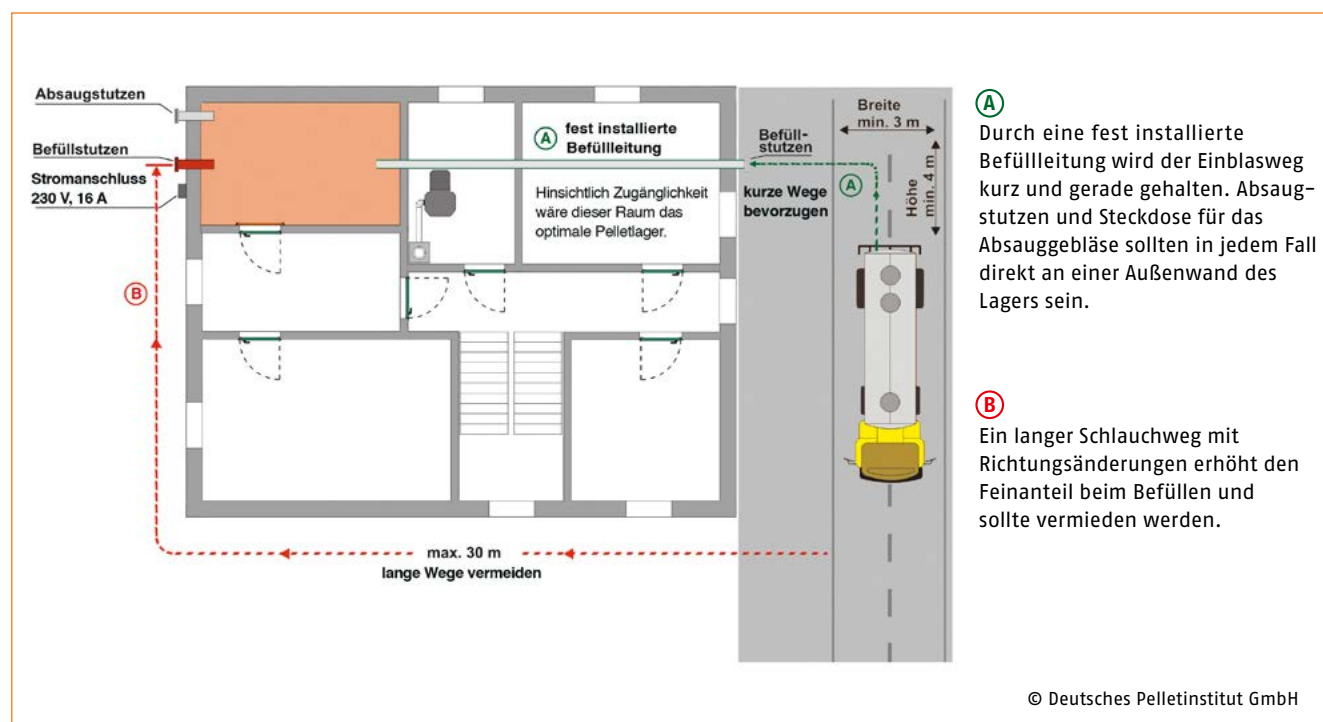 Absaugstutzen
Befüllstutzen
Stromanschluss
230 V, 16 A
B
A
fest installierte
Befüllleitung
Hinsichtlich Zugänglichkeit
wäre dieser Raum das
optimale Pelletlager.
Befüll-
stutzen
kurze Wege
bevorzugen
A
Breite
min. 3 m
Höhe
min. 4 m
max. 30 m
lange Wege vermeiden
A
Durch eine fest installierte
Befüllleitung wird der Einblasweg
kurz und gerade gehalten. Absaug-
stutzen und Steckdose für das
Absauggebläse sollten in jedem Fall
direkt an einer Außenwand des
Lagers sein.
B
Ein langer Schlauchweg mit
Richtungsänderungen erhöht den
Feinanteil beim Befüllen und
sollte vermieden werden.
© Deutsches Pelletinstitut GmbH